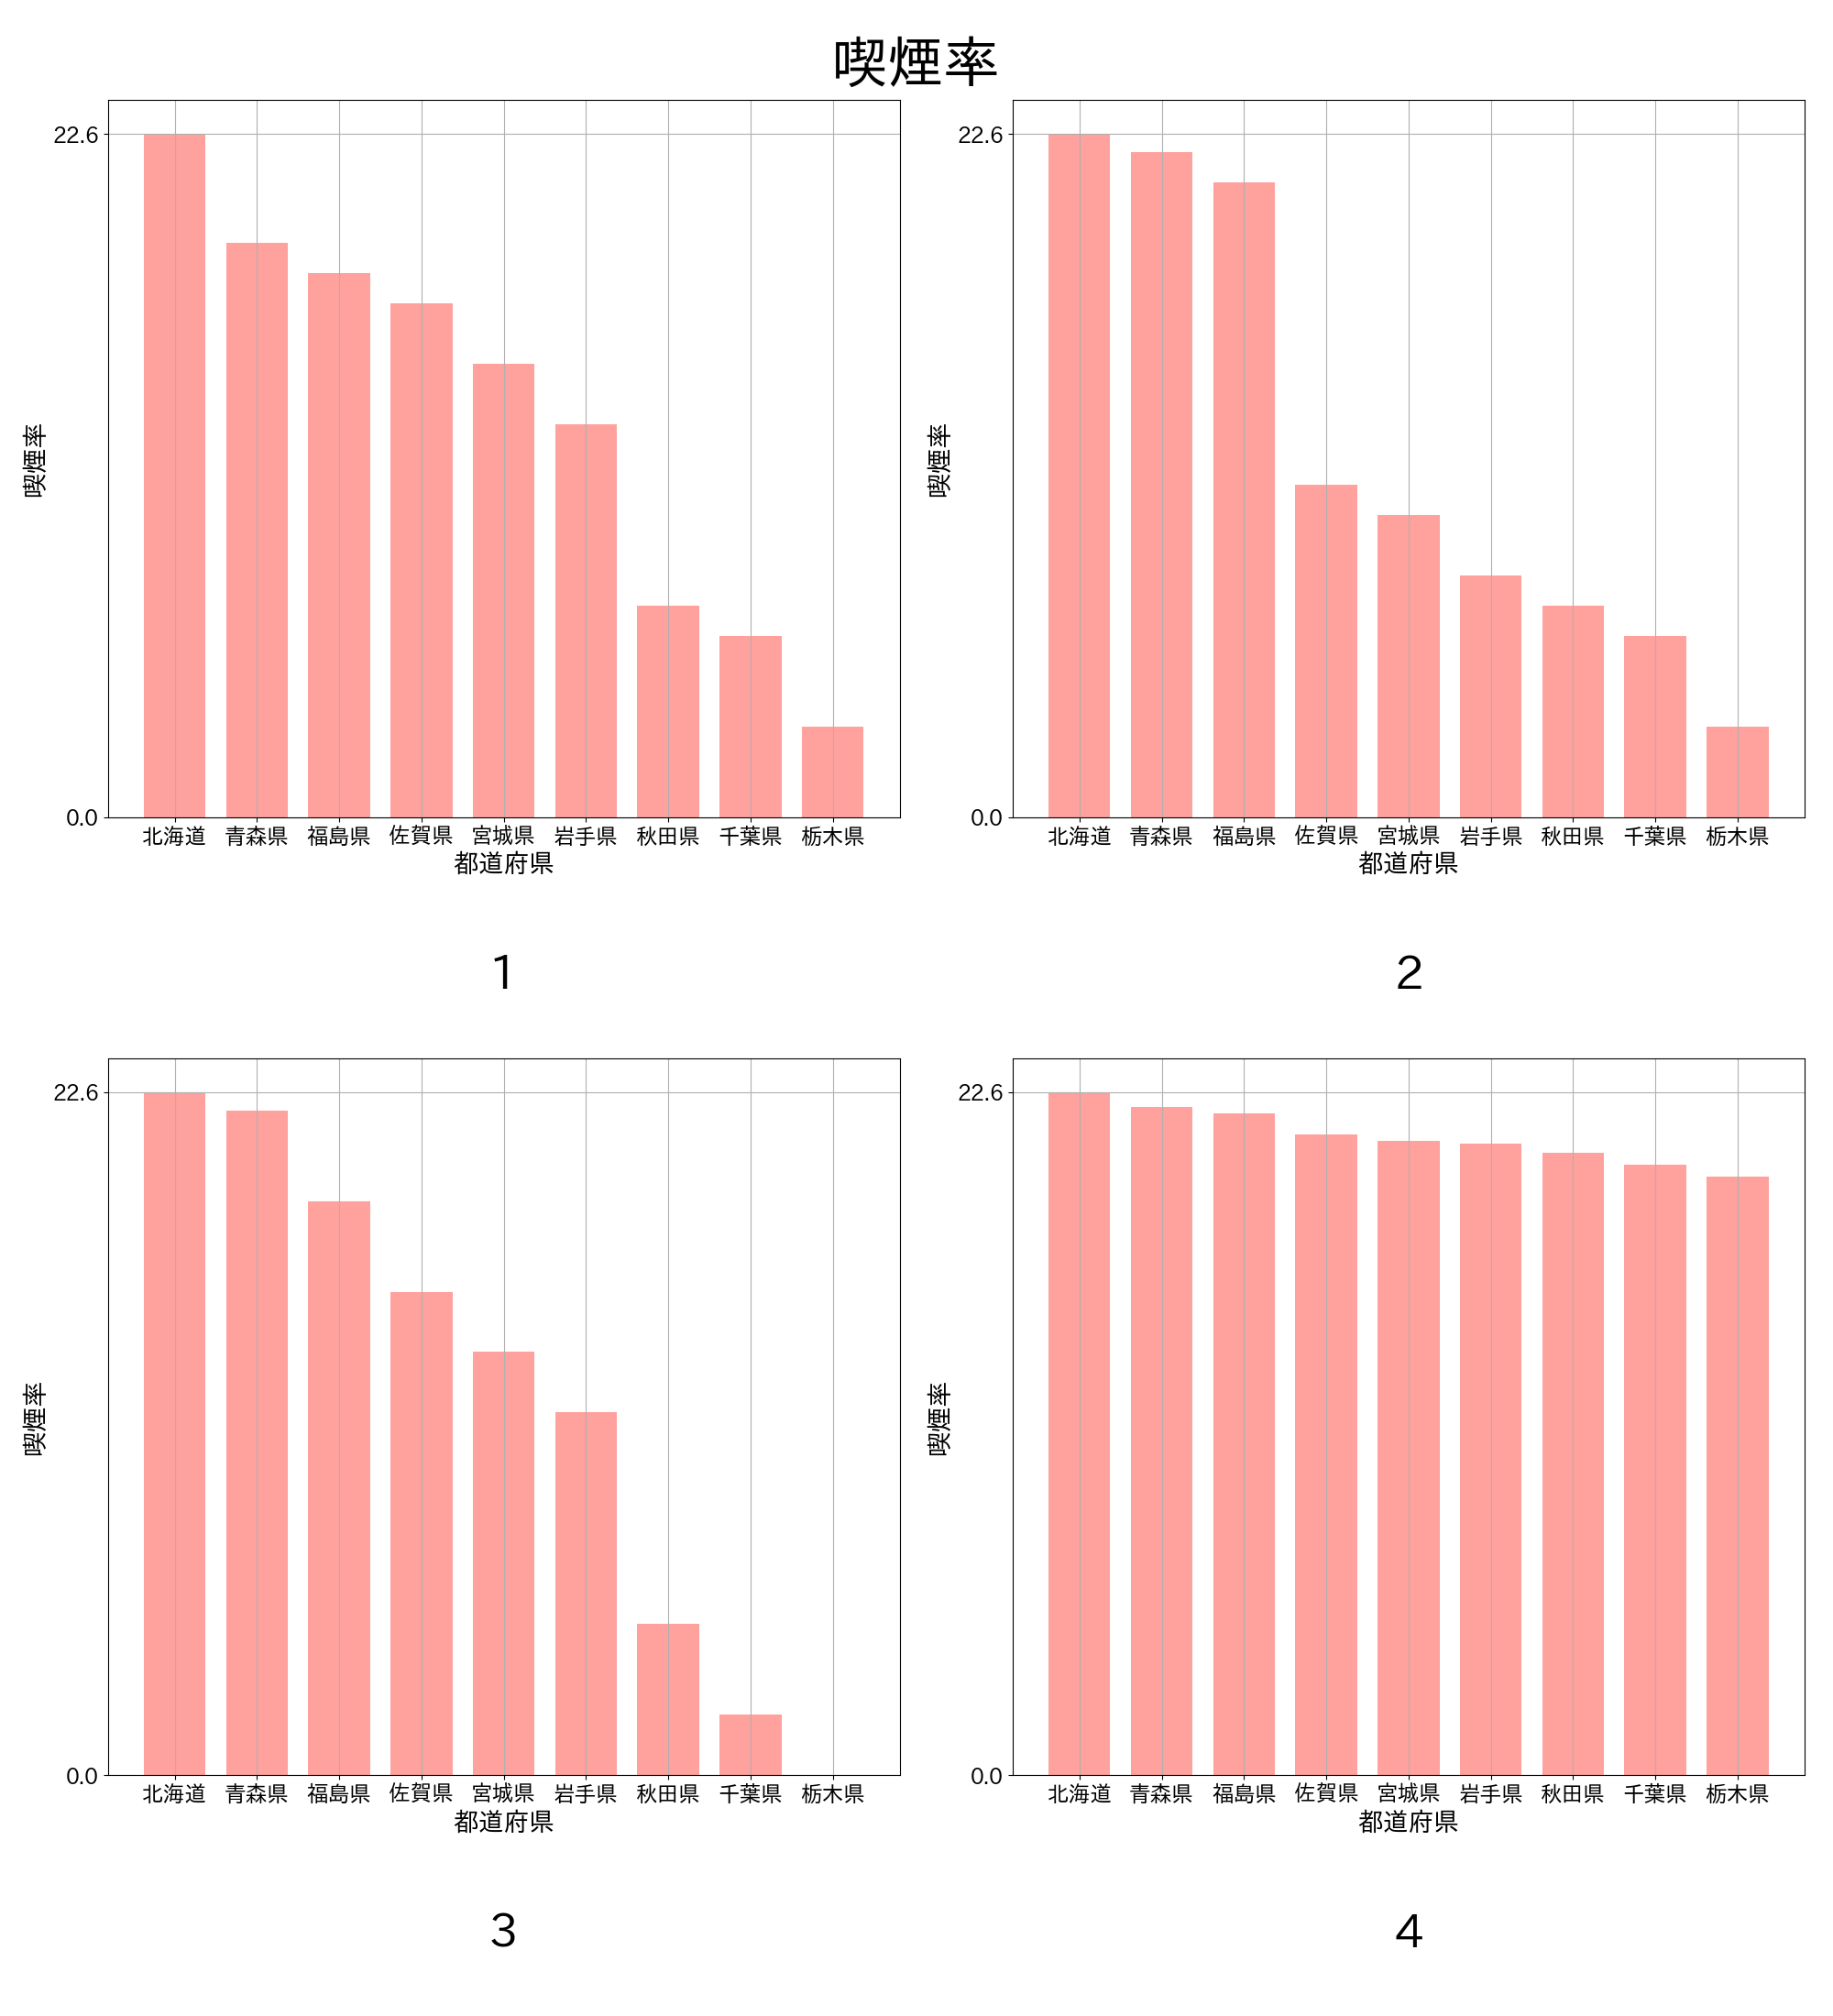 喫煙率
22.6
0.0
喫煙率
北海道 青森県 福島県 佐賀県 宮城県 岩手県 秋田県 千葉県 栃木県
都道府県
1
22.6
0.0
喫煙率
北海道 青森県 福島県 佐賀県 宮城県 岩手県 秋田県 千葉県 栃木県
都道府県
2
22.6
0.0
喫煙率
北海道 青森県 福島県 佐賀県 宮城県 岩手県 秋田県 千葉県 栃木県
都道府県
3
22.6
0.0
喫煙率
北海道 青森県 福島県 佐賀県 宮城県 岩手県 秋田県 千葉県 栃木県
都道府県
4